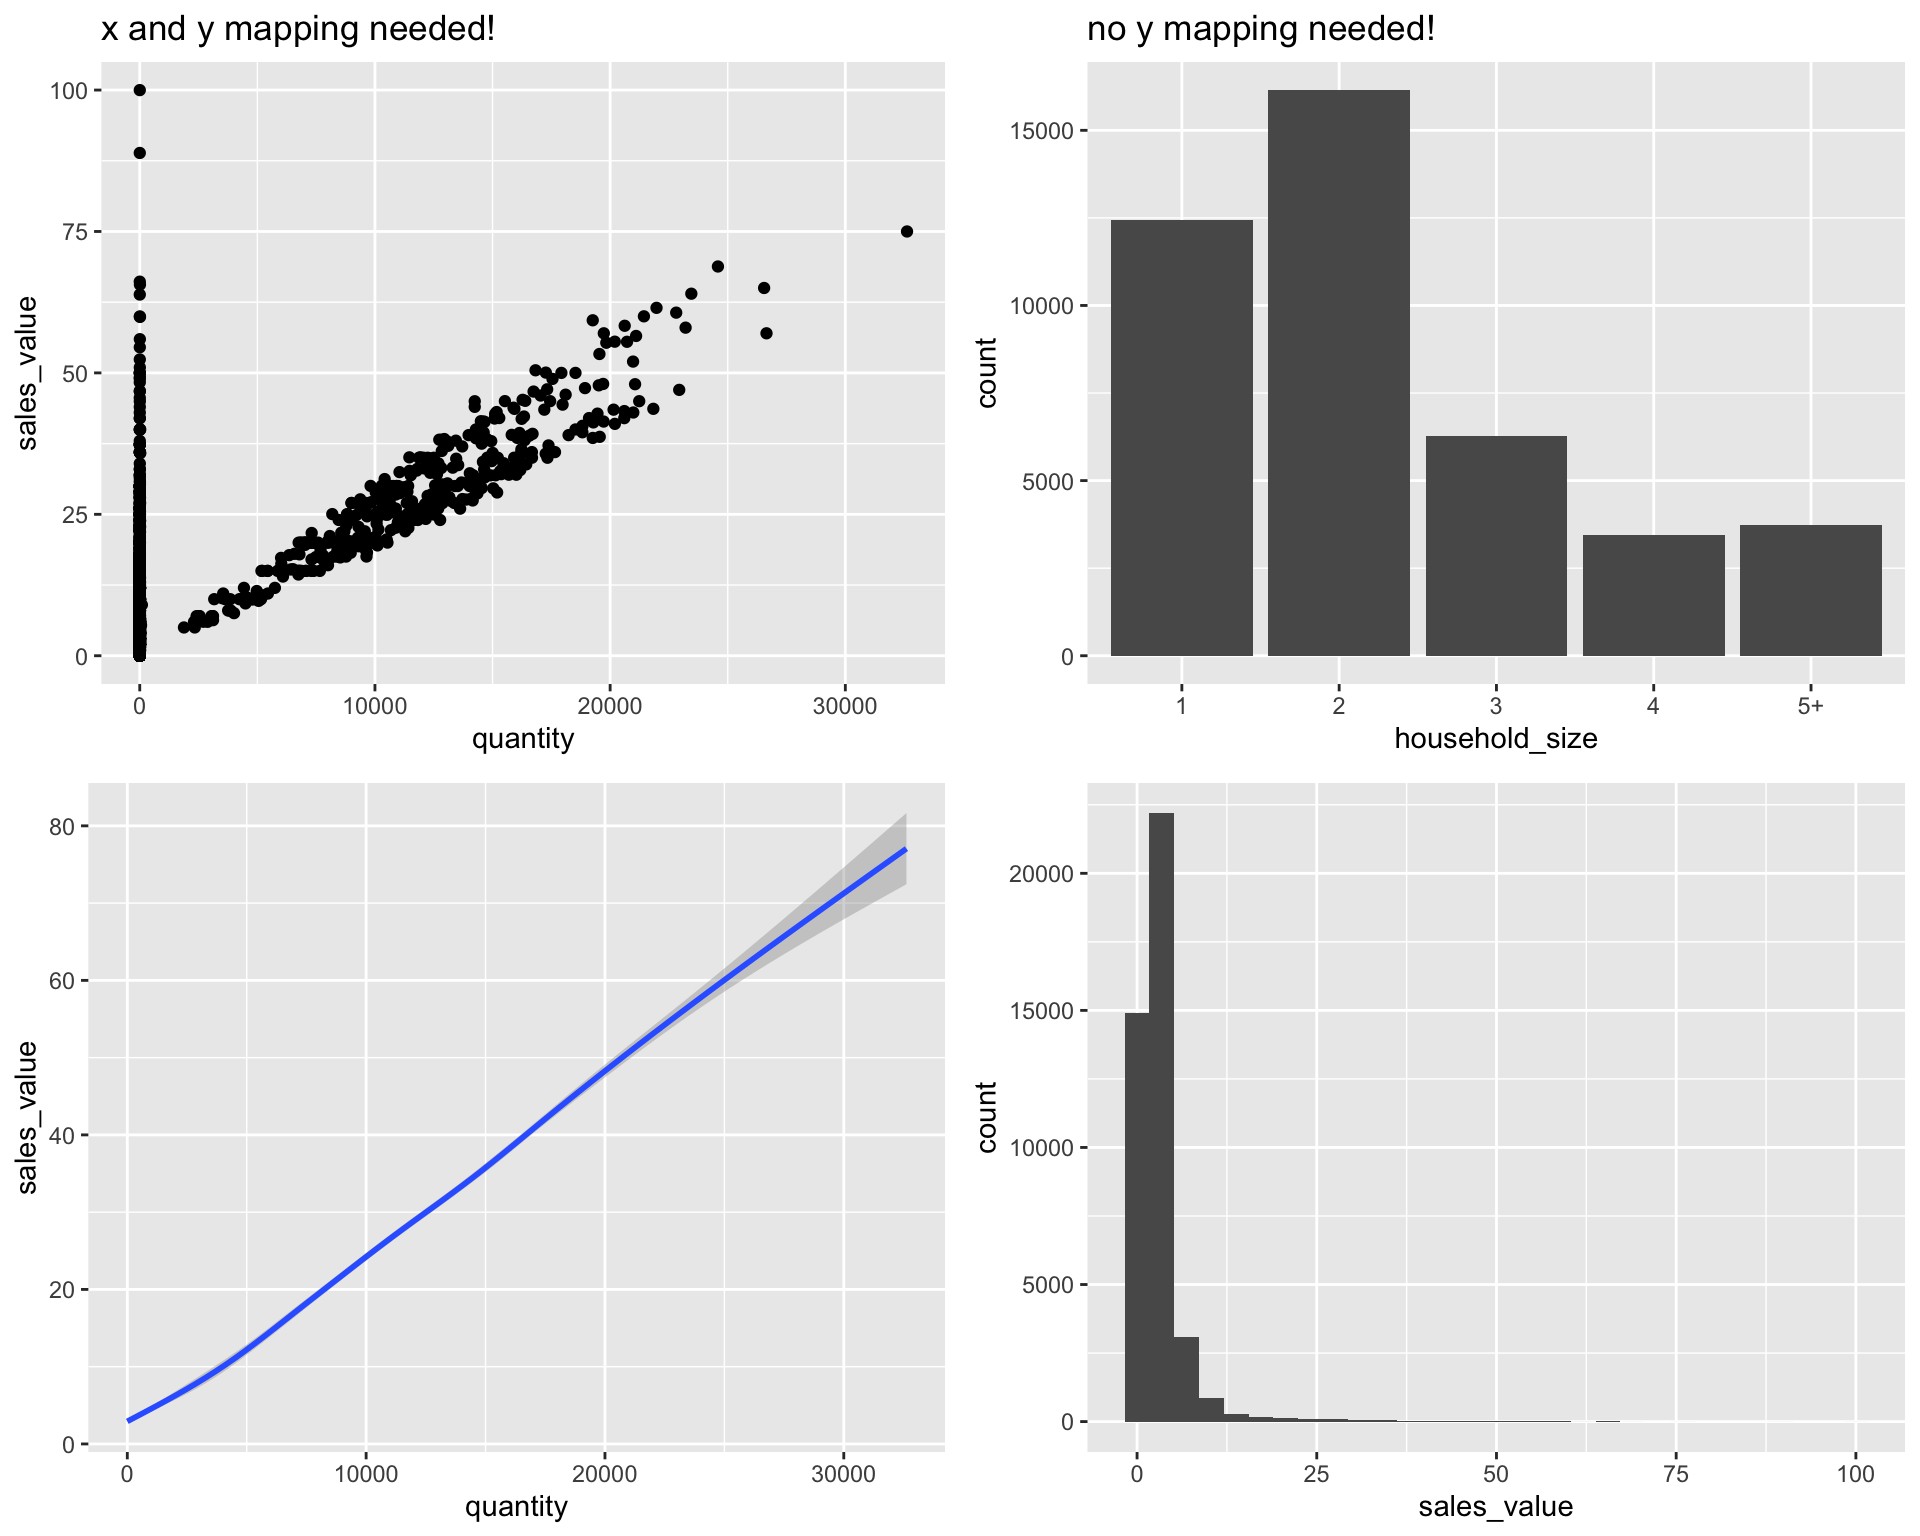 x and y mapping needed!
100
75
50
25
0
sales_value
0 10000 20000 30000
quantity
no y mapping needed!
15000
10000
5000
0
count
1 2 3 4 5+
household_size
80
60
40
20
0
sales_value
0 10000 20000 30000
quantity
20000
15000
10000
5000
0
count
0 25 50 75 100
sales_value